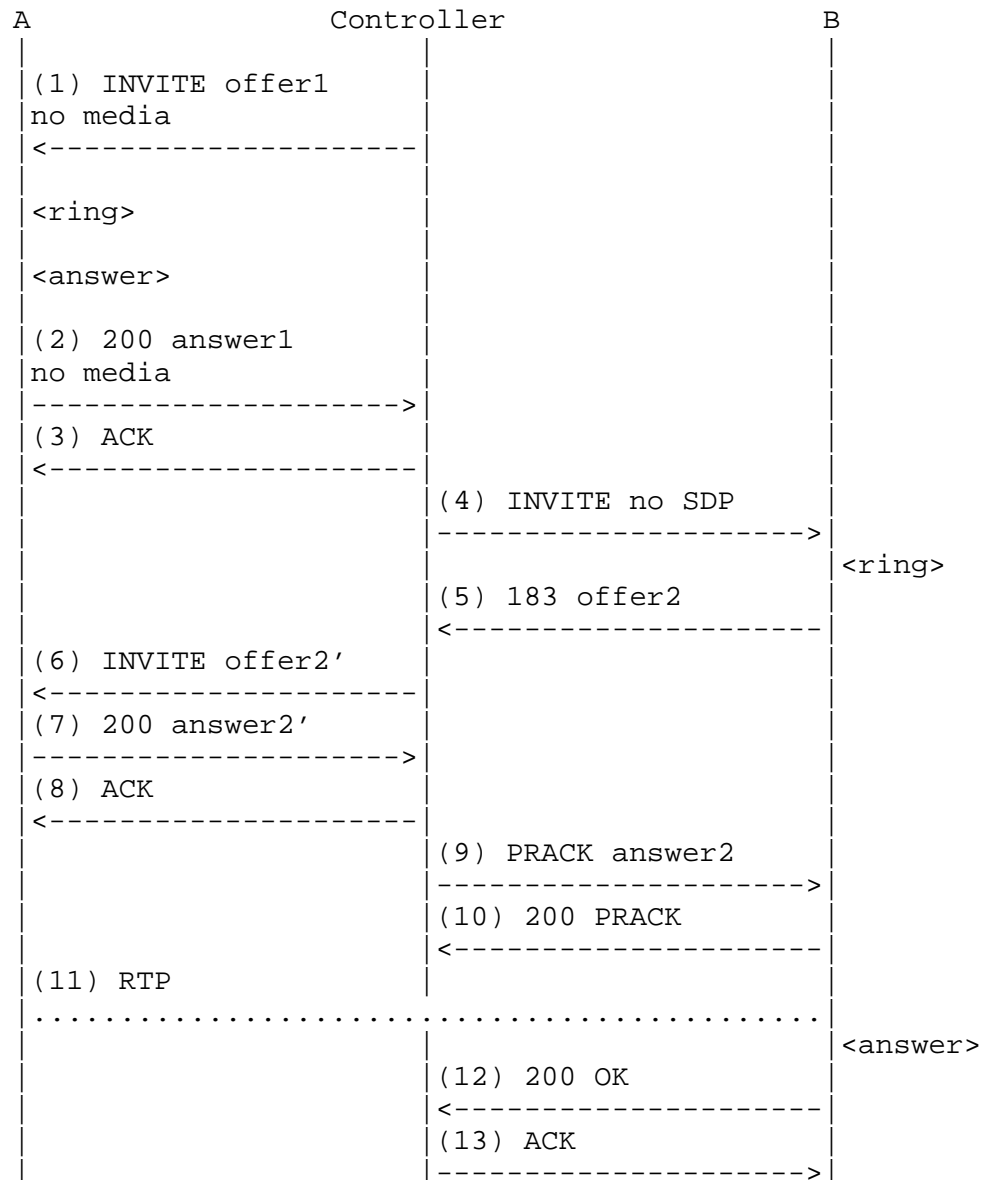 A Controller B
(1) INVITE offer1
no media
<ring>
<answer>
(2) 200 answer1
no media
(3) ACK
(4) INVITE no SDP
<ring>
(5) 183 offer2
(6) INVITE offer2'
(7) 200 answer2'
(8) ACK
(9) PRACK answer2
(10) 200 PRACK
(11) RTP
<answer>
(12) 200 OK
(13) ACK